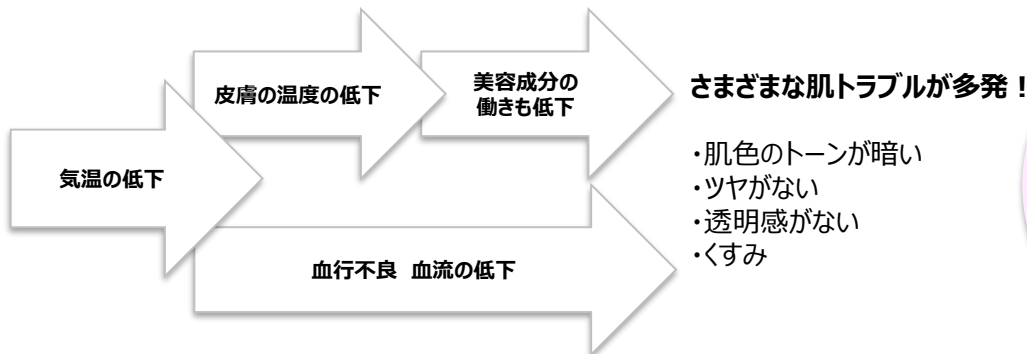 気温の低下
皮膚の温度の低下
美容成分の
働きも低下
血行不良 血流の低下
さまざまな肌トラブルが多発！
・肌色のトーンが暗い
・ツヤがない
・透明感がない
・くすみ